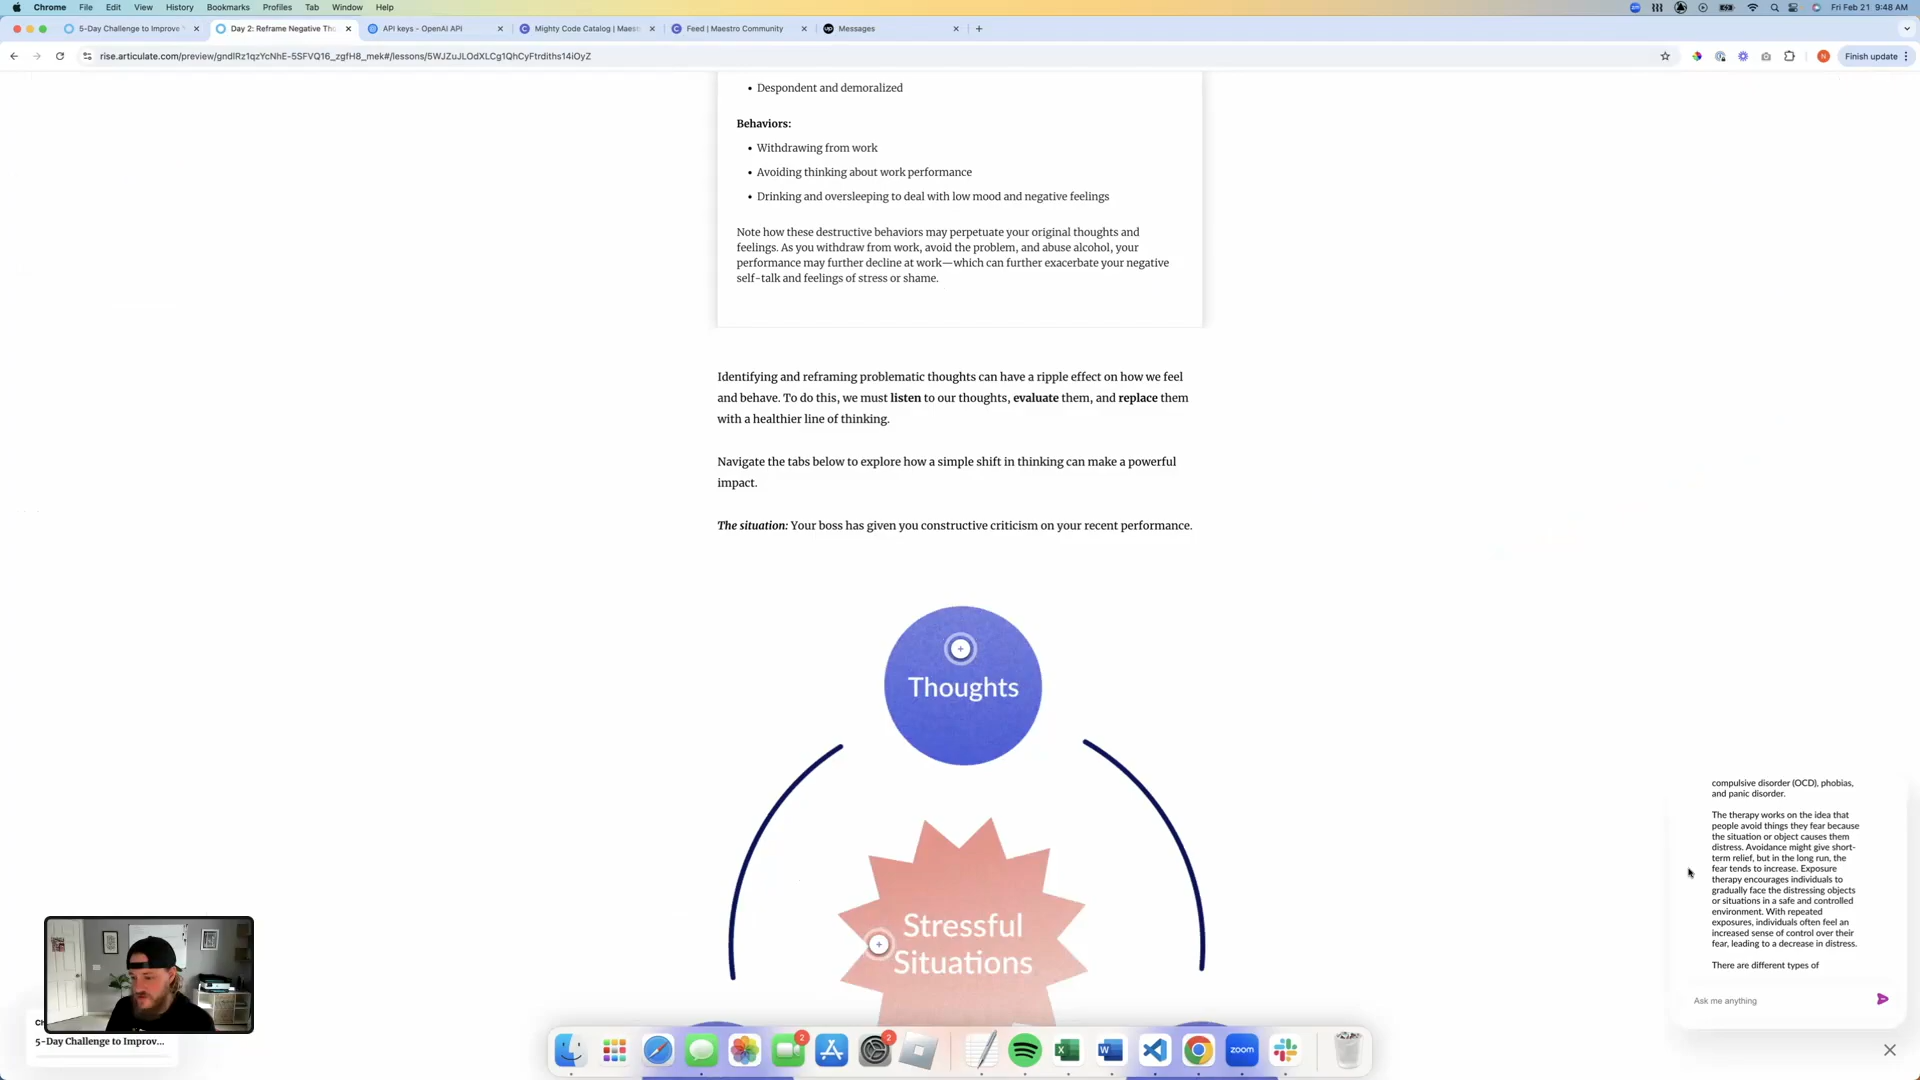 Chrome File Edit View History Bookmarks Profiles Tab Window Help
Fri Feb 21 9:48 AM
5-Day Challenge to Improve
Day 2: Reframe Negative Tho
API keys - OpenAI API
Mighty Code Catalog | Maest
Feed | Maestro Community
Messages
rise.articulate.com/preview/gndlRz1qzYcNhE-5SFVQ16_zgfH8_mek#/lessons/5WJZuJLOdXLCg1QhCyFtrdiths14iOyZ
Finish update
• Despondent and demoralized
Behaviors:
• Withdrawing from work
• Avoiding thinking about work performance
• Drinking and oversleeping to deal with low mood and negative feelings
Note how these destructive behaviors may perpetuate your original thoughts and
feelings. As you withdraw from work, avoid the problem, and abuse alcohol, your
performance may further decline at work—which can further exacerbate your negative
self-talk and feelings of stress or shame.
Identifying and reframing problematic thoughts can have a ripple effect on how we feel
and behave. To do this, we must listen to our thoughts, evaluate them, and replace them
with a healthier line of thinking.
Navigate the tabs below to explore how a simple shift in thinking can make a powerful
impact.
The situation: Your boss has given you constructive criticism on your recent performance.
Thoughts
Stressful
Situations
compulsive disorder (OCD), phobias,
and panic disorder.
The therapy works on the idea that
people avoid things they fear because
the situation or object causes them
distress. Avoidance might give short-
term relief, but in the long run, the
fear tends to increase. Exposure
therapy encourages individuals to
gradually face the distressing objects
or situations in a safe and controlled
environment. With repeated
exposures, individuals often feel an
increased sense of control over their
fear, leading to a decrease in distress.
There are different types of
Ask me anything
5-Day Challenge to Improv...
2
2
zoom